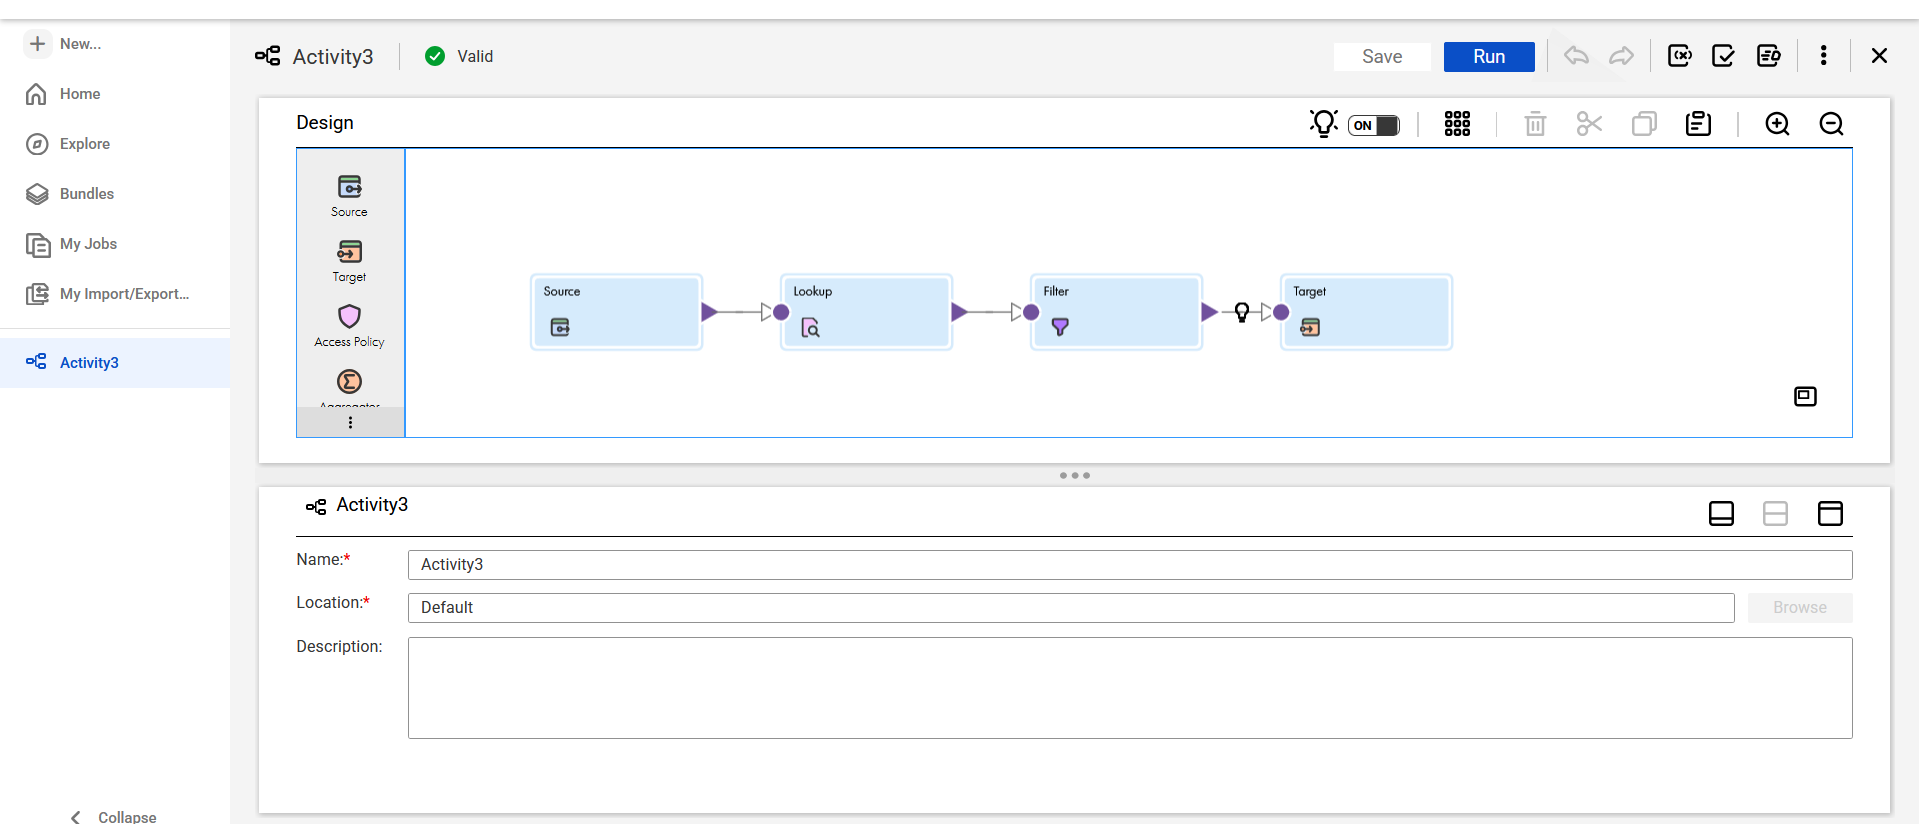 New...
Home
Explore
Bundles
My Jobs
My Import/Export...
Activity3
Collapse
Activity3
Valid
Save
Run
Design
ON
Source
Target
Access Policy
Aggregator
Source
Lookup
Filter
Target
Activity3
Name:*
Activity3
Location:*
Default
Browse
Description: